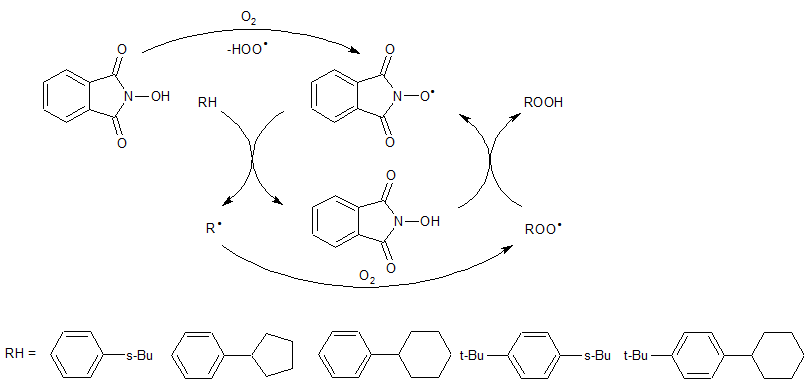 O2
-HOO•
O O O
N—OH RH N—O• ROOH
O O
O
R• N—OH ROO•
O
O2
RH = s-Bu t-Bu s-Bu t-Bu